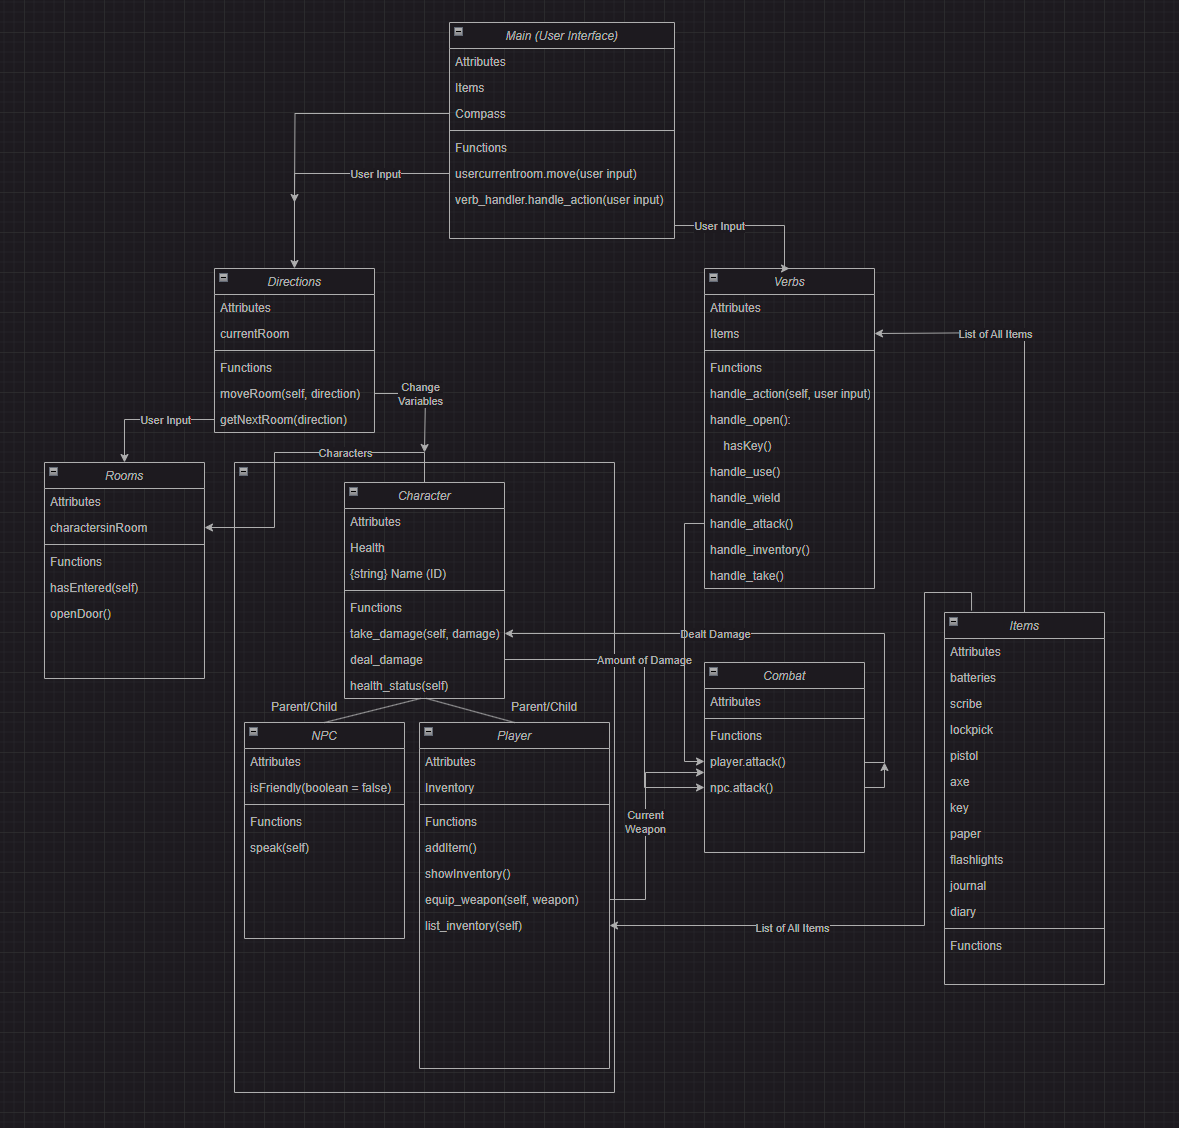 Main (User Interface)
Attributes
Items
Compass
Functions
usercurrentroom.move(user input)
verb_handler.handle_action(user input)
User Input
User Input
Directions
Attributes
currentRoom
Functions
moveRoom(self, direction)
getNextRoom(direction)
Change
Variables
User Input
Characters
Verbs
Attributes
Items
Functions
handle_action(self, user input)
handle_open():
hasKey()
handle_use()
handle_wield
handle_attack()
handle_inventory()
handle_take()
List of All Items
Rooms
Attributes
charactersinRoom
Functions
hasEntered(self)
openDoor()
Character
Attributes
Health
{string} Name (ID)
Functions
take_damage(self, damage)
deal_damage
health_status(self)
Dealt Damage
Amount of Damage
Parent/Child
Parent/Child
NPC
Attributes
isFriendly(boolean = false)
Functions
speak(self)
Player
Attributes
Inventory
Functions
addItem()
showInventory()
equip_weapon(self, weapon)
list_inventory(self)
Combat
Attributes
Functions
player.attack()
npc.attack()
Current
Weapon
List of All Items
Items
Attributes
batteries
scribe
lockpick
pistol
axe
key
paper
flashlights
journal
diary
Functions